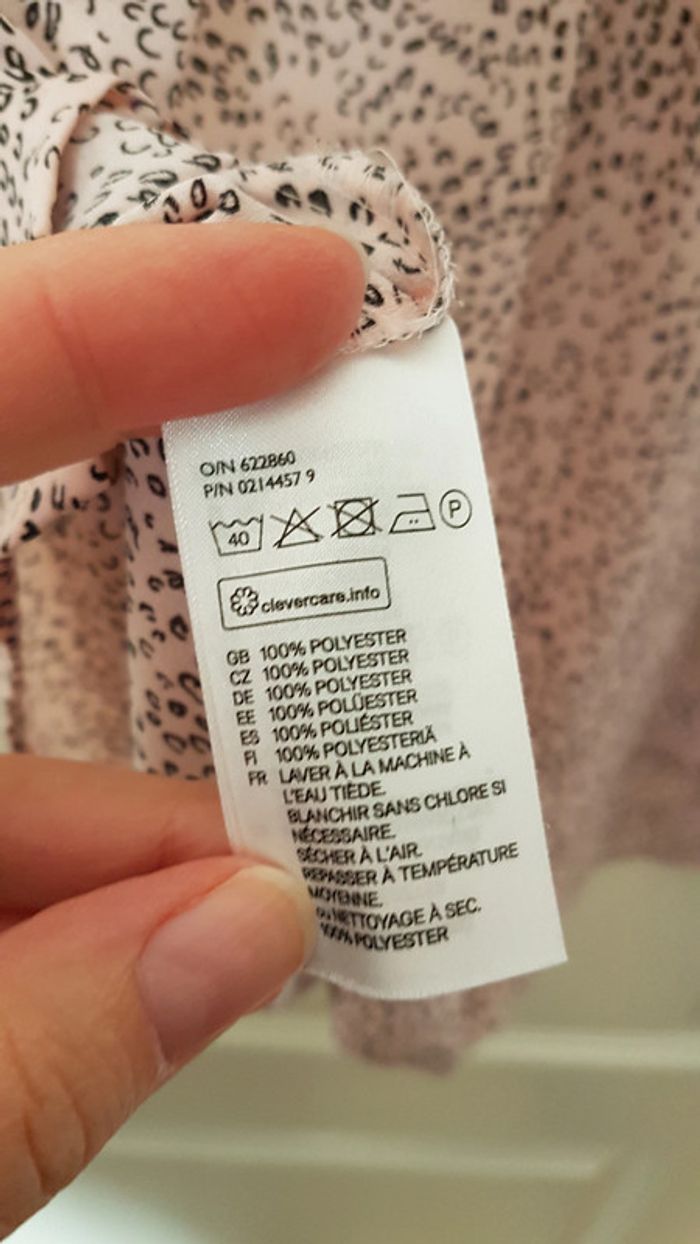 O/N 622860
P/N 0214457 9
40 P
clevercare.info
GB 100% POLYESTER
CZ 100% POLYESTER
DE 100% POLYESTER
EE 100% POLÜESTER
ES 100% POLIÉSTER
FI 100% POLYESTERIÄ
FR LAVER À LA MACHINE À
L'EAU TIÈDE.
BLANCHIR SANS CHLORE SI
NÉCESSAIRE.
SÉCHER À L'AIR.
REPASSER À TEMPÉRATURE
MOYENNE.
ou NETTOYAGE À SEC.
100% POLYESTER